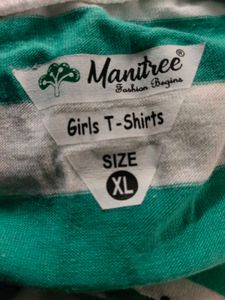 Manitree®
Fashion Begins
Girls T-Shirts
SIZE
XL